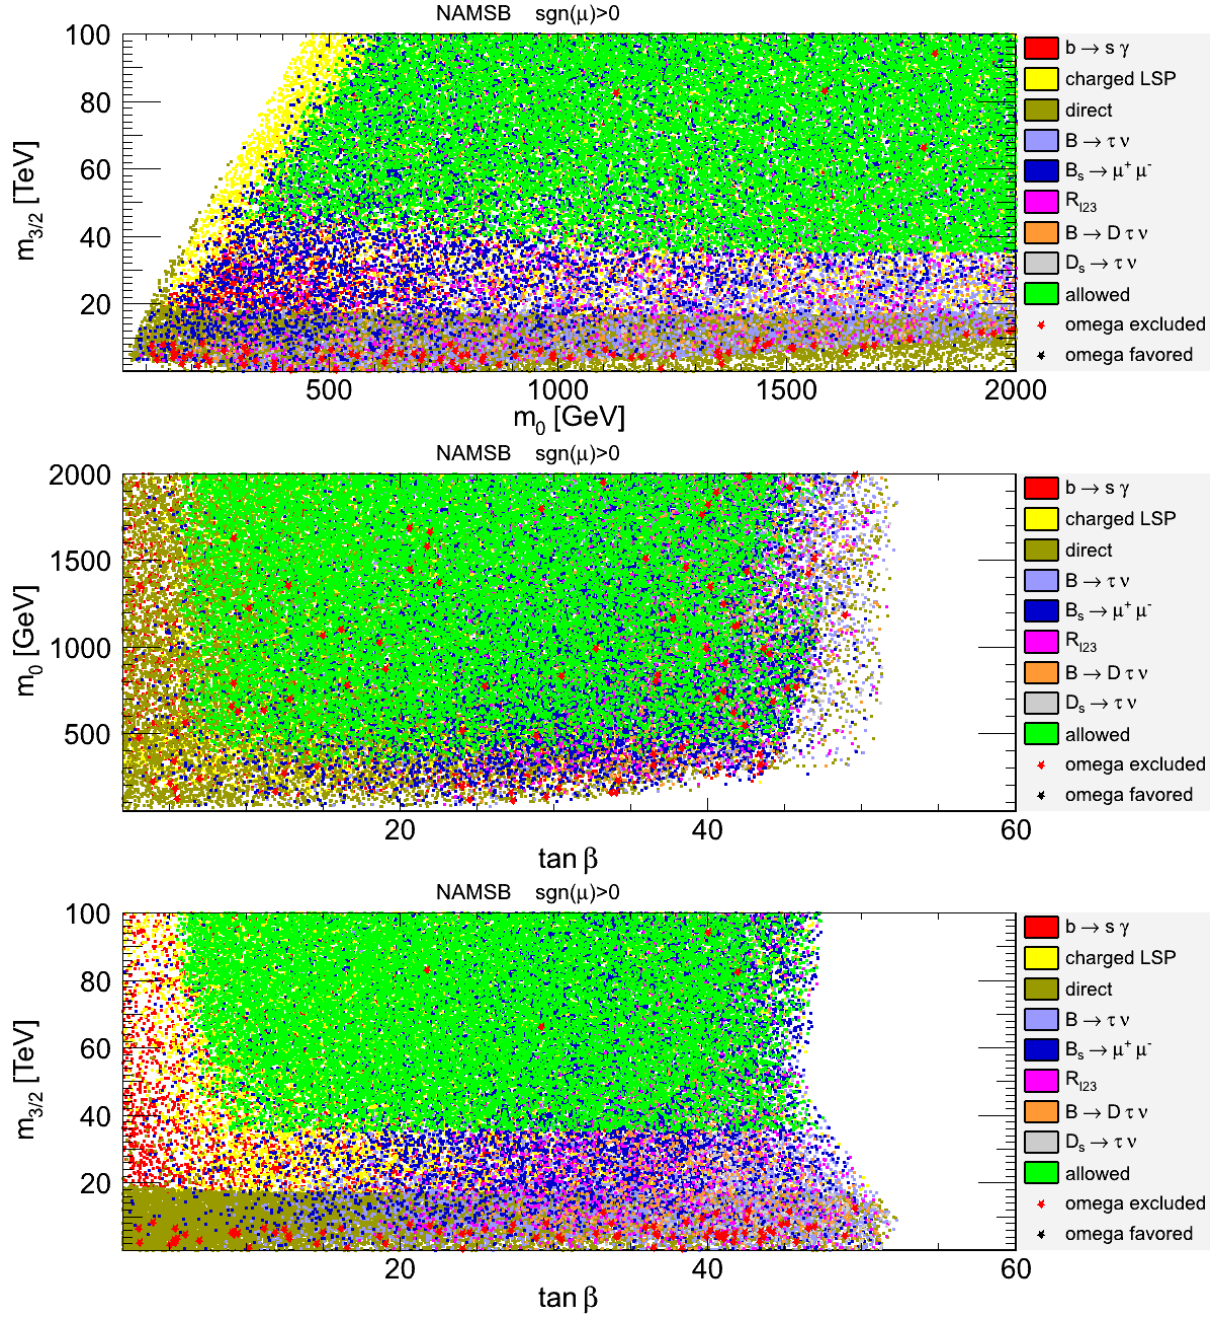 NAMSB sgn(μ)>0
m3/2 [TeV]
100
80
60
40
20
500
1000
1500
2000
m0 [GeV]
b → s γ
charged LSP
direct
B → τ ν
Bs → μ+ μ-
Rl23
B → D τ ν
Ds → τ ν
allowed
omega excluded
omega favored
NAMSB sgn(μ)>0
m0 [GeV]
2000
1500
1000
500
20
40
60
tan β
b → s γ
charged LSP
direct
B → τ ν
Bs → μ+ μ-
Rl23
B → D τ ν
Ds → τ ν
allowed
omega excluded
omega favored
NAMSB sgn(μ)>0
m3/2 [TeV]
100
80
60
40
20
20
40
60
tan β
b → s γ
charged LSP
direct
B → τ ν
Bs → μ+ μ-
Rl23
B → D τ ν
Ds → τ ν
allowed
omega excluded
omega favored